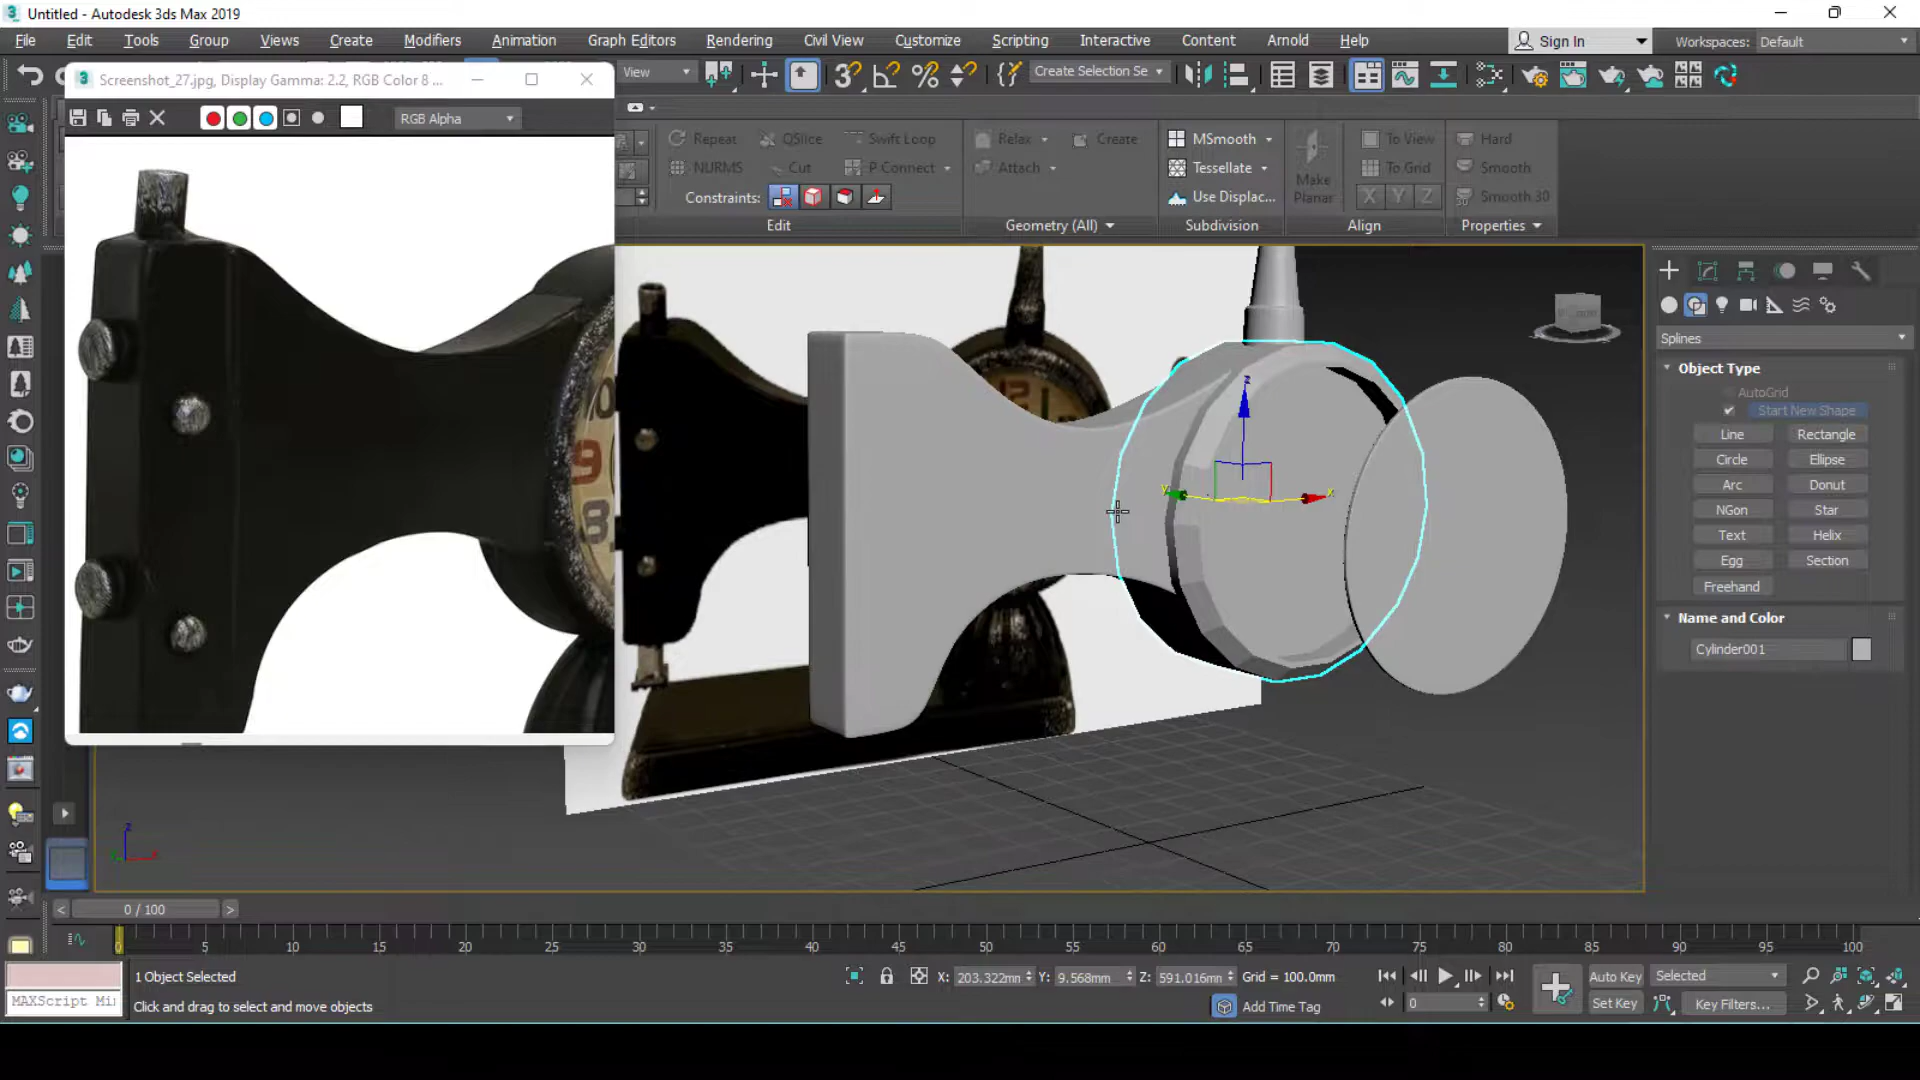 Untitled - Autodesk 3ds Max 2019
File Edit Tools Group Views Create Modifiers Animation Graph Editors Rendering Civil View Customize Scripting Interactive Content Arnold Help Sign In Workspaces: Default
View Create Selection Se
Screenshot_27.jpg, Display Gamma: 2.2, RGB Color 8 ...
RGB Alpha
Repeat QSlice Swift Loop Relax Create MSmooth To View Hard
NURMS Cut P Connect Attach Tessellate Make Planar To Grid Smooth
Constraints: Use Displac... X Y Z Smooth 30
Edit Geometry (All) Subdivision Align Properties
10
9
8
12
z
y
x
Splines
Object Type
AutoGrid
Start New Shape
Line Rectangle
Circle Ellipse
Arc Donut
NGon Star
Text Helix
Egg Section
Freehand
Name and Color
Cylinder001
z
< 0 / 100 >
0 5 10 15 20 25 30 35 40 45 50 55 60 65 70 75 80 85 90 95 100
1 Object Selected X: 203.322mm Y: 9.568mm Z: 591.016mm Grid = 100.0mm Auto Key Selected
MAXScript Mi Click and drag to select and move objects Add Time Tag 0 Set Key Key Filters...